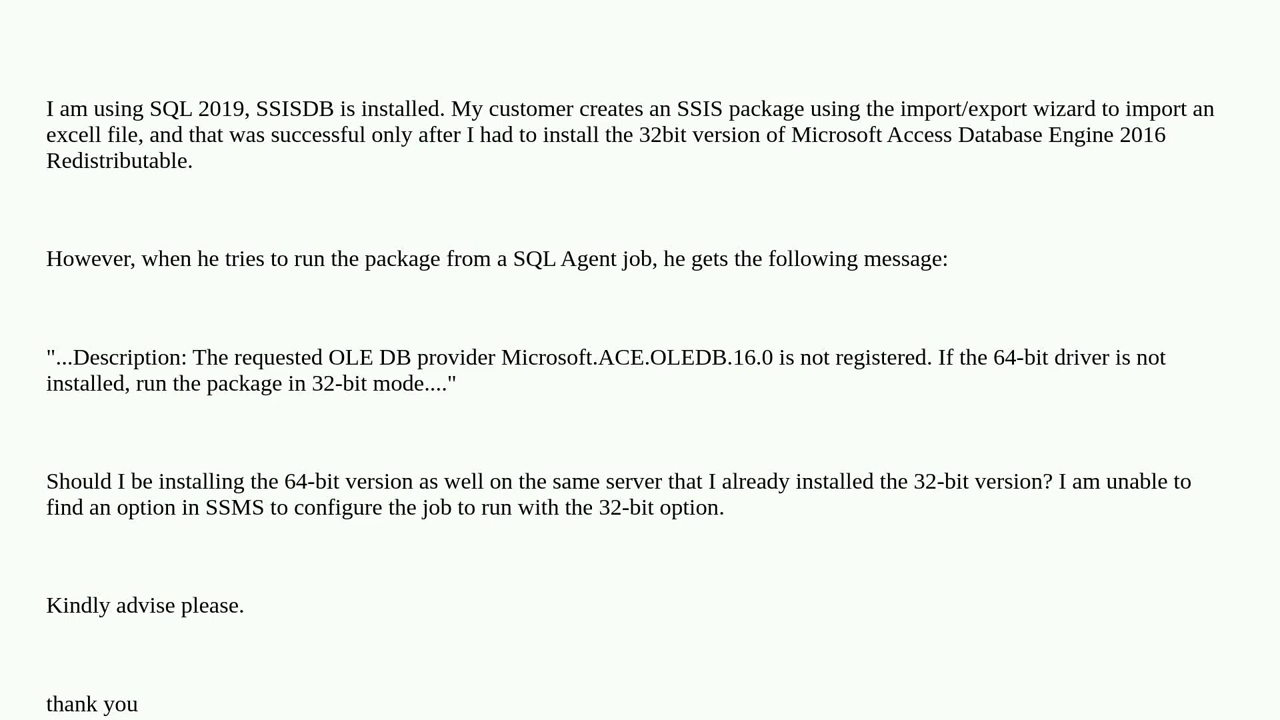 I am using SQL 2019, SSISDB is installed. My customer creates an SSIS package using the import/export wizard to import an
excell file, and that was successful only after I had to install the 32bit version of Microsoft Access Database Engine 2016
Redistributable.
However, when he tries to run the package from a SQL Agent job, he gets the following message:
"...Description: The requested OLE DB provider Microsoft.ACE.OLEDB.16.0 is not registered. If the 64-bit driver is not
installed, run the package in 32-bit mode...."
Should I be installing the 64-bit version as well on the same server that I already installed the 32-bit version? I am unable to
find an option in SSMS to configure the job to run with the 32-bit option.
Kindly advise please.
thank you